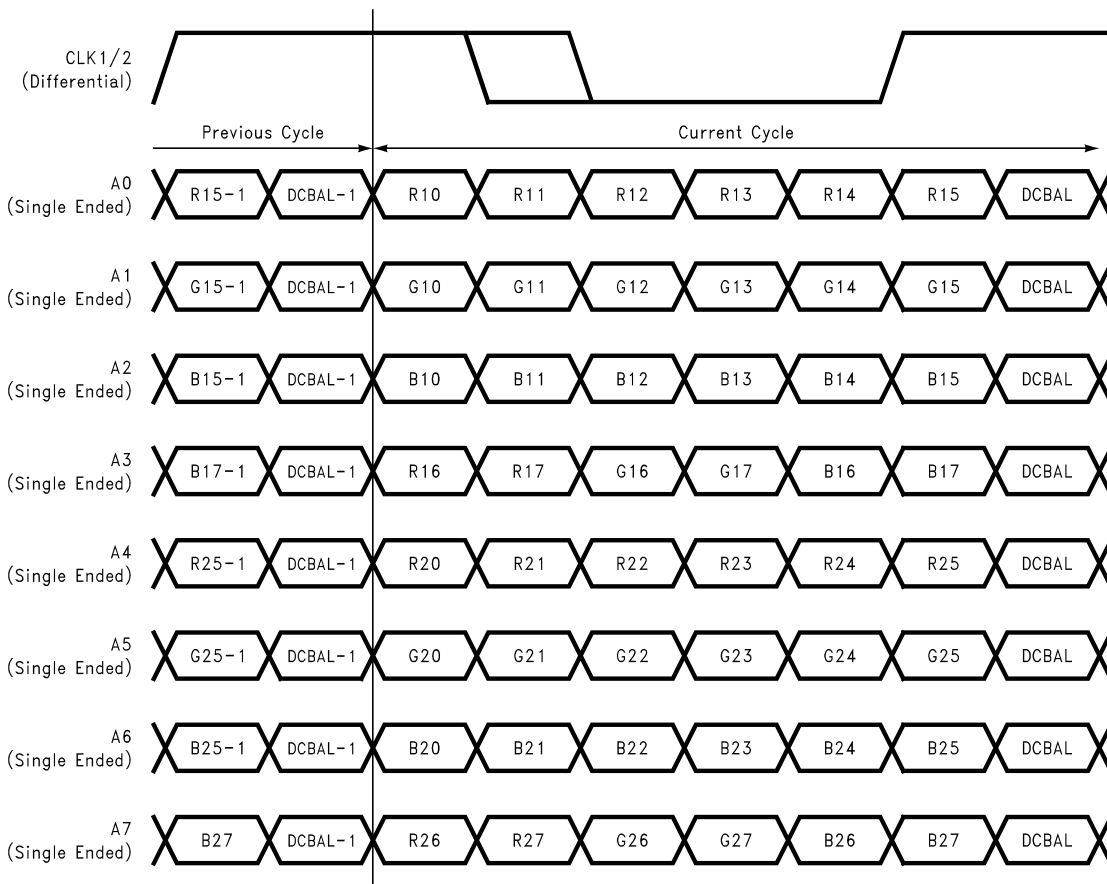 CLK1/2
(Differential)
Previous Cycle
Current Cycle
A0
(Single Ended)
R15-1 DCBAL-1 R10 R11 R12 R13 R14 R15 DCBAL
A1
(Single Ended)
G15-1 DCBAL-1 G10 G11 G12 G13 G14 G15 DCBAL
A2
(Single Ended)
B15-1 DCBAL-1 B10 B11 B12 B13 B14 B15 DCBAL
A3
(Single Ended)
B17-1 DCBAL-1 R16 R17 G16 G17 B16 B17 DCBAL
A4
(Single Ended)
R25-1 DCBAL-1 R20 R21 R22 R23 R24 R25 DCBAL
A5
(Single Ended)
G25-1 DCBAL-1 G20 G21 G22 G23 G24 G25 DCBAL
A6
(Single Ended)
B25-1 DCBAL-1 B20 B21 B22 B23 B24 B25 DCBAL
A7
(Single Ended)
B27 DCBAL-1 R26 R27 G26 G27 B26 B27 DCBAL